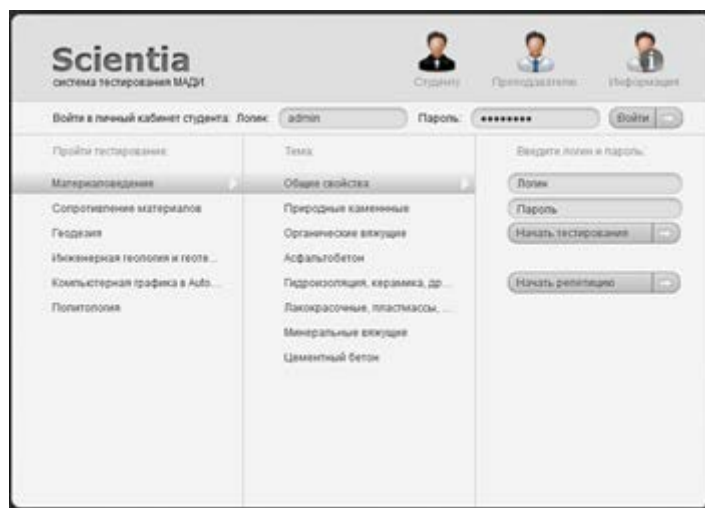 Scientia
система тестирования МАДИ
Студенту
Преподавателю
Информация
Войти в личный кабинет студента: Логин: admin Пароль: •••••••• Войти
Пройти тестирование:
Материаловедение
Сопротивление материалов
Геодезия
Инженерная геология и геоте...
Компьютерная графика в Auto...
Политология
Тема:
Общие свойства
Природные каменнные
Органические вяжущие
Асфальтобетон
Гидроизоляция, керамика, др...
Лакокрасочные, пластмассы, ...
Минеральные вяжущие
Цементный бетон
Введите логин и пароль:
Логин
Пароль
Начать тестирование
Начать репетицию